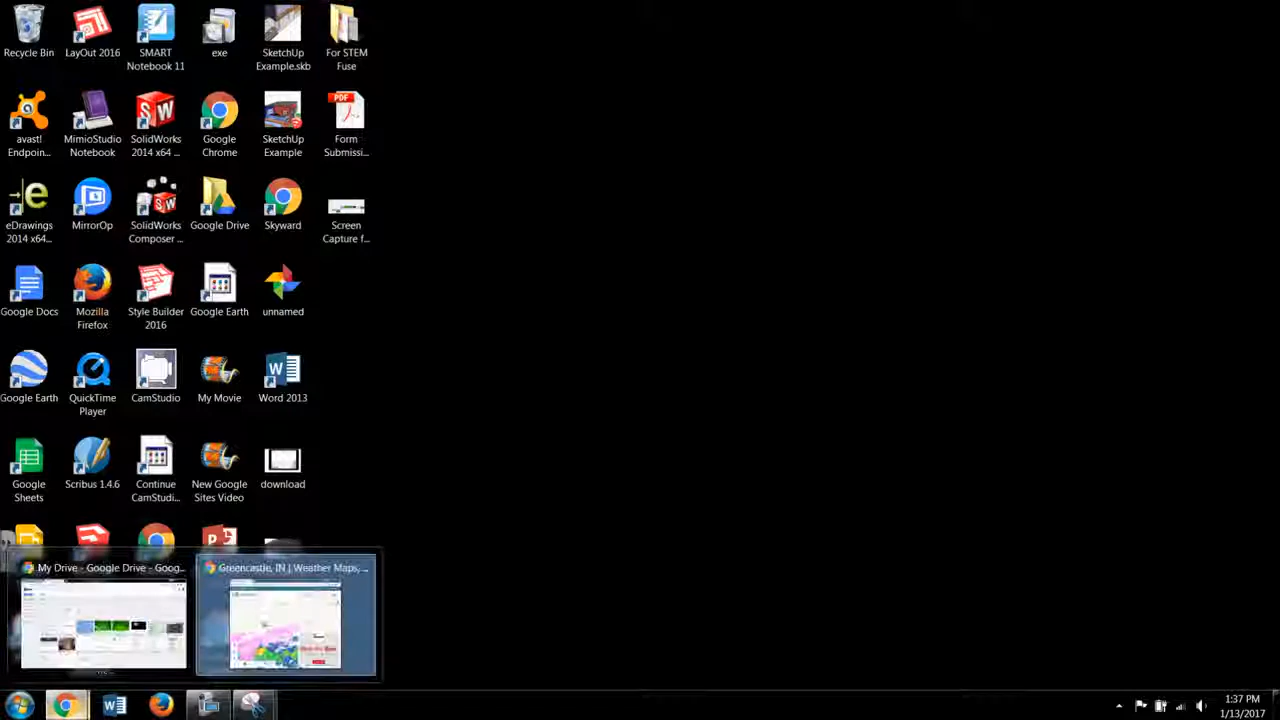 Recycle Bin
LayOut 2016
SMART
Notebook 11
exe
SketchUp
Example.skb
For STEM
Fuse
avast!
Endpoin...
MimioStudio
Notebook
SolidWorks
2014 x64 ...
Google
Chrome
SketchUp
Example
PDF
Form
Submissi...
eDrawings
2014 x64...
MirrorOp
SolidWorks
Composer ...
Google Drive
Skyward
Screen
Capture f...
Google Docs
Mozilla
Firefox
Style Builder
2016
Google Earth
unnamed
Google Earth
QuickTime
Player
CamStudio
My Movie
Word 2013
Google
Sheets
Scribus 1.4.6
Continue
CamStudi...
New Google
Sites Video
download
My Drive - Google Drive - Goog...
Greencastle, IN | Weather Maps, ...
1:37 PM
1/13/2017